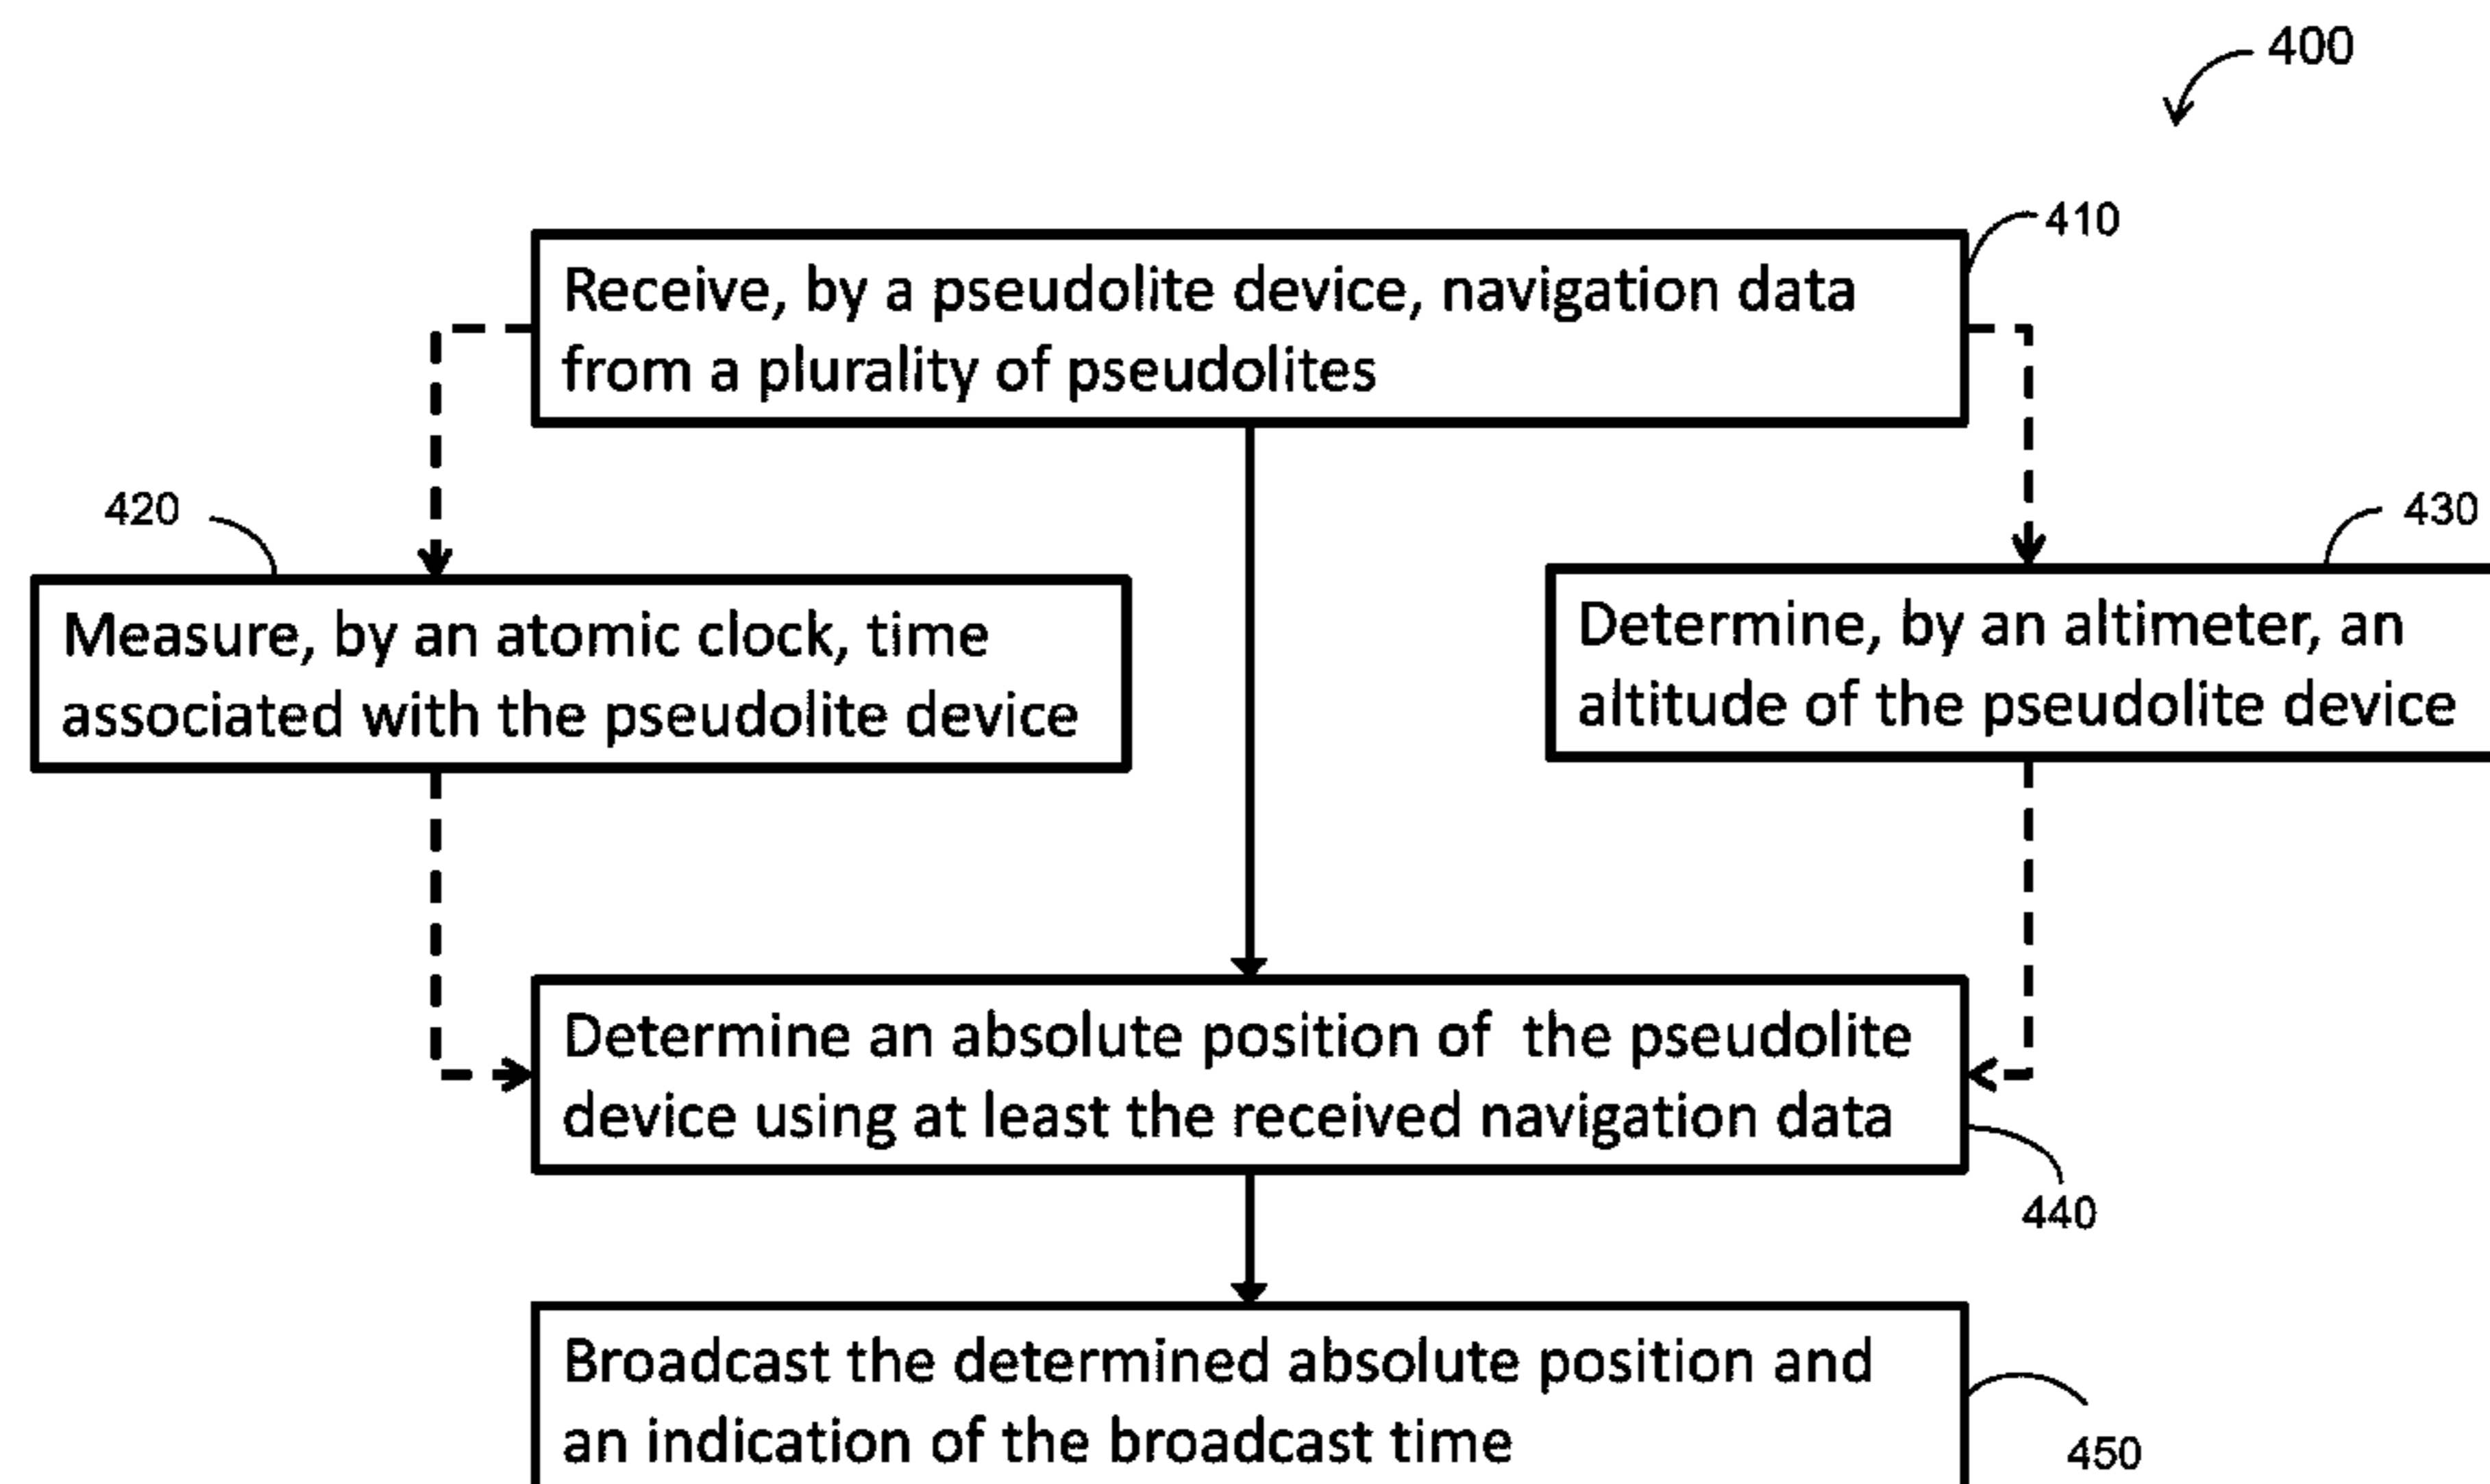 400
410
Receive, by a pseudolite device, navigation data
from a plurality of pseudolites
420
430
Measure, by an atomic clock, time
associated with the pseudolite device
Determine, by an altimeter, an
altitude of the pseudolite device
Determine an absolute position of the pseudolite
device using at least the received navigation data
440
Broadcast the determined absolute position and
an indication of the broadcast time
450